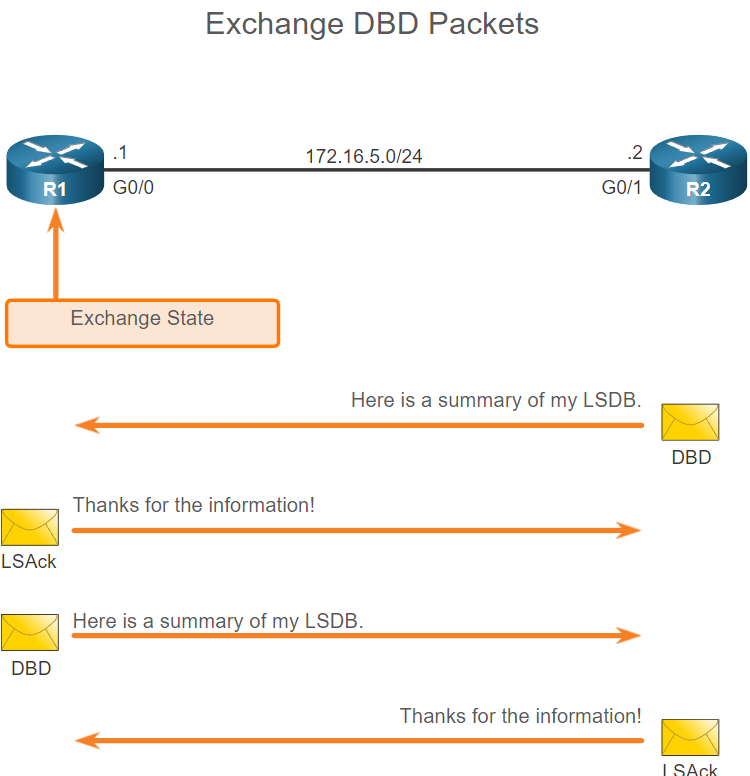 Exchange DBD Packets
.1
172.16.5.0/24
.2
R1
G0/0
G0/1
R2
Exchange State
Here is a summary of my LSDB.
DBD
Thanks for the information!
LSAck
Here is a summary of my LSDB.
DBD
Thanks for the information!
LSAck